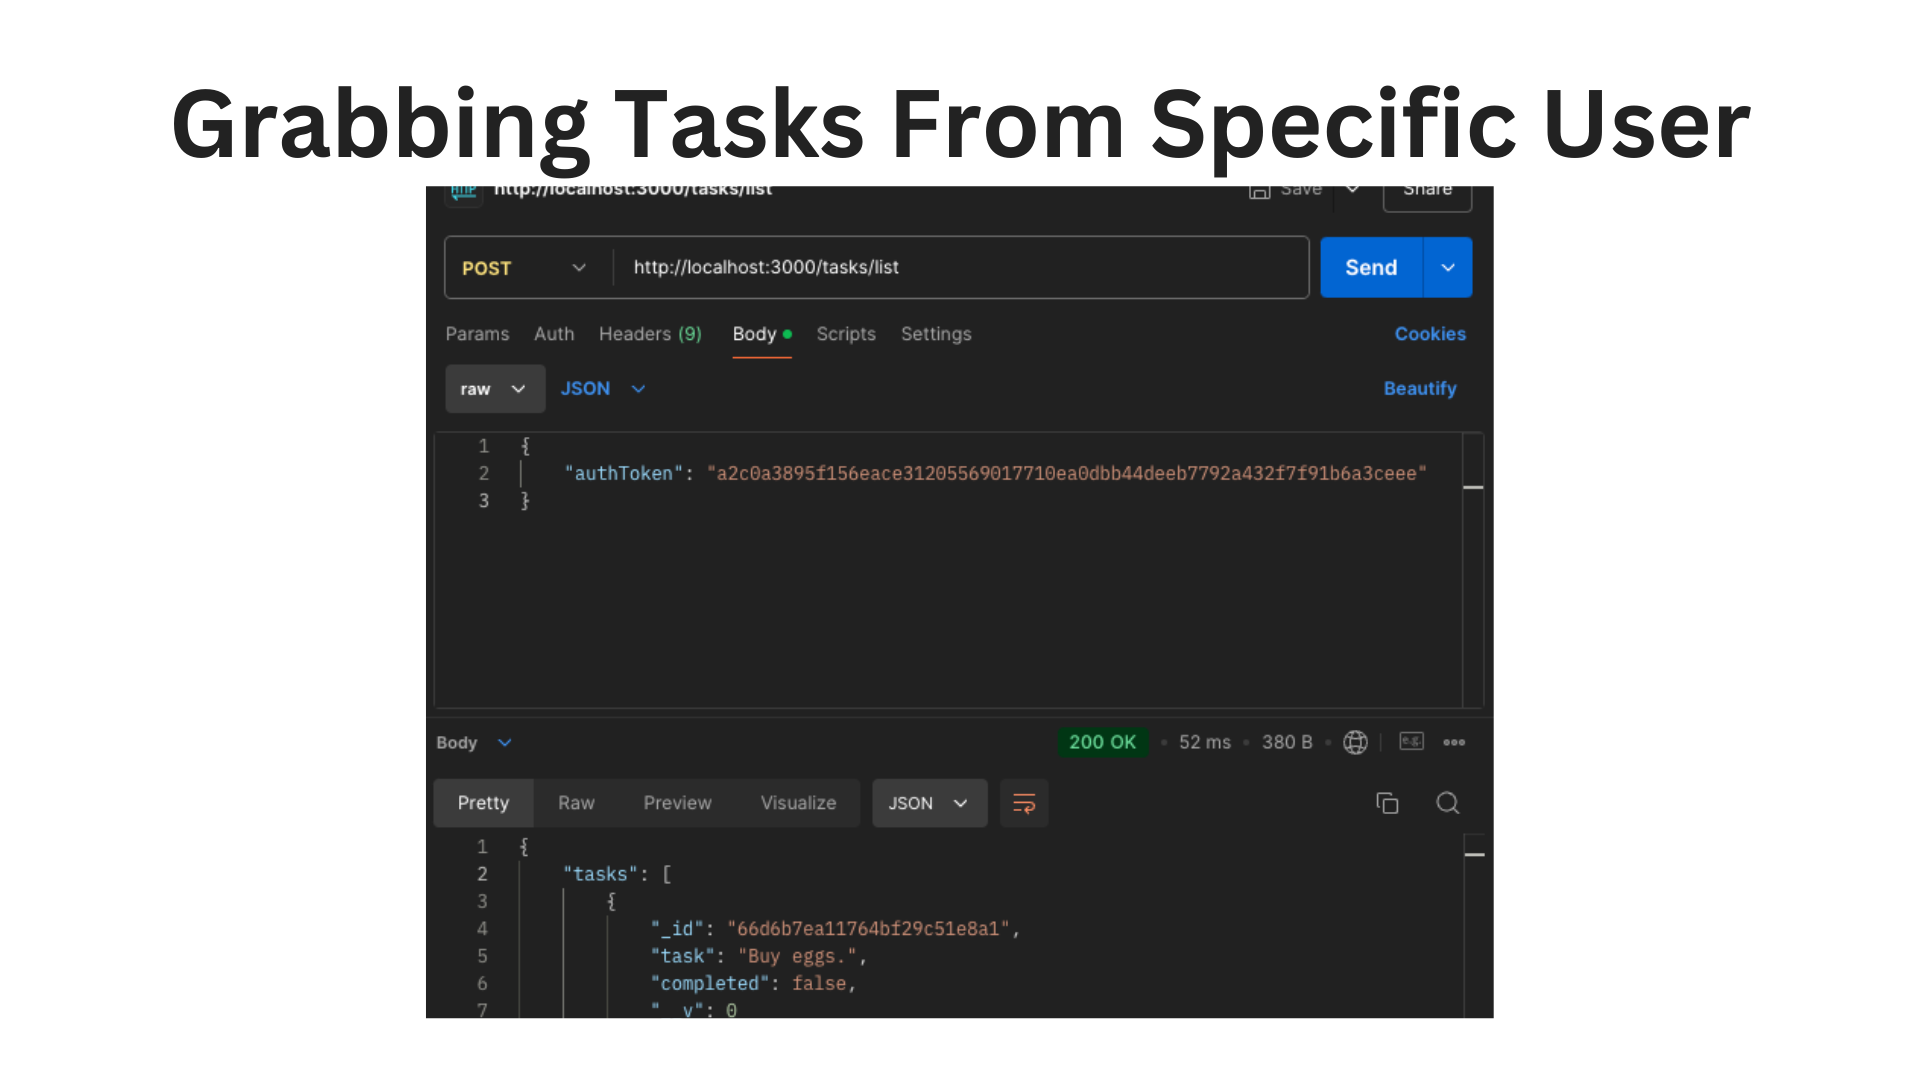 Grabbing Tasks From Specific User
HTTP http://localhost:3000/tasks/list Save Share
POST http://localhost:3000/tasks/list Send
Params Auth Headers (9) Body Scripts Settings Cookies
raw JSON Beautify
1 {
2 "authToken": "a2c0a3895f156eace31205569017710ea0dbb44deeb7792a432f7f91b6a3ceee"
3 }
Body 200 OK • 52 ms • 380 B • e.g.
Pretty Raw Preview Visualize JSON
1 {
2 "tasks": [
3 {
4 "_id": "66d6b7ea11764bf29c51e8a1",
5 "task": "Buy eggs.",
6 "completed": false,
7 "__v": 0